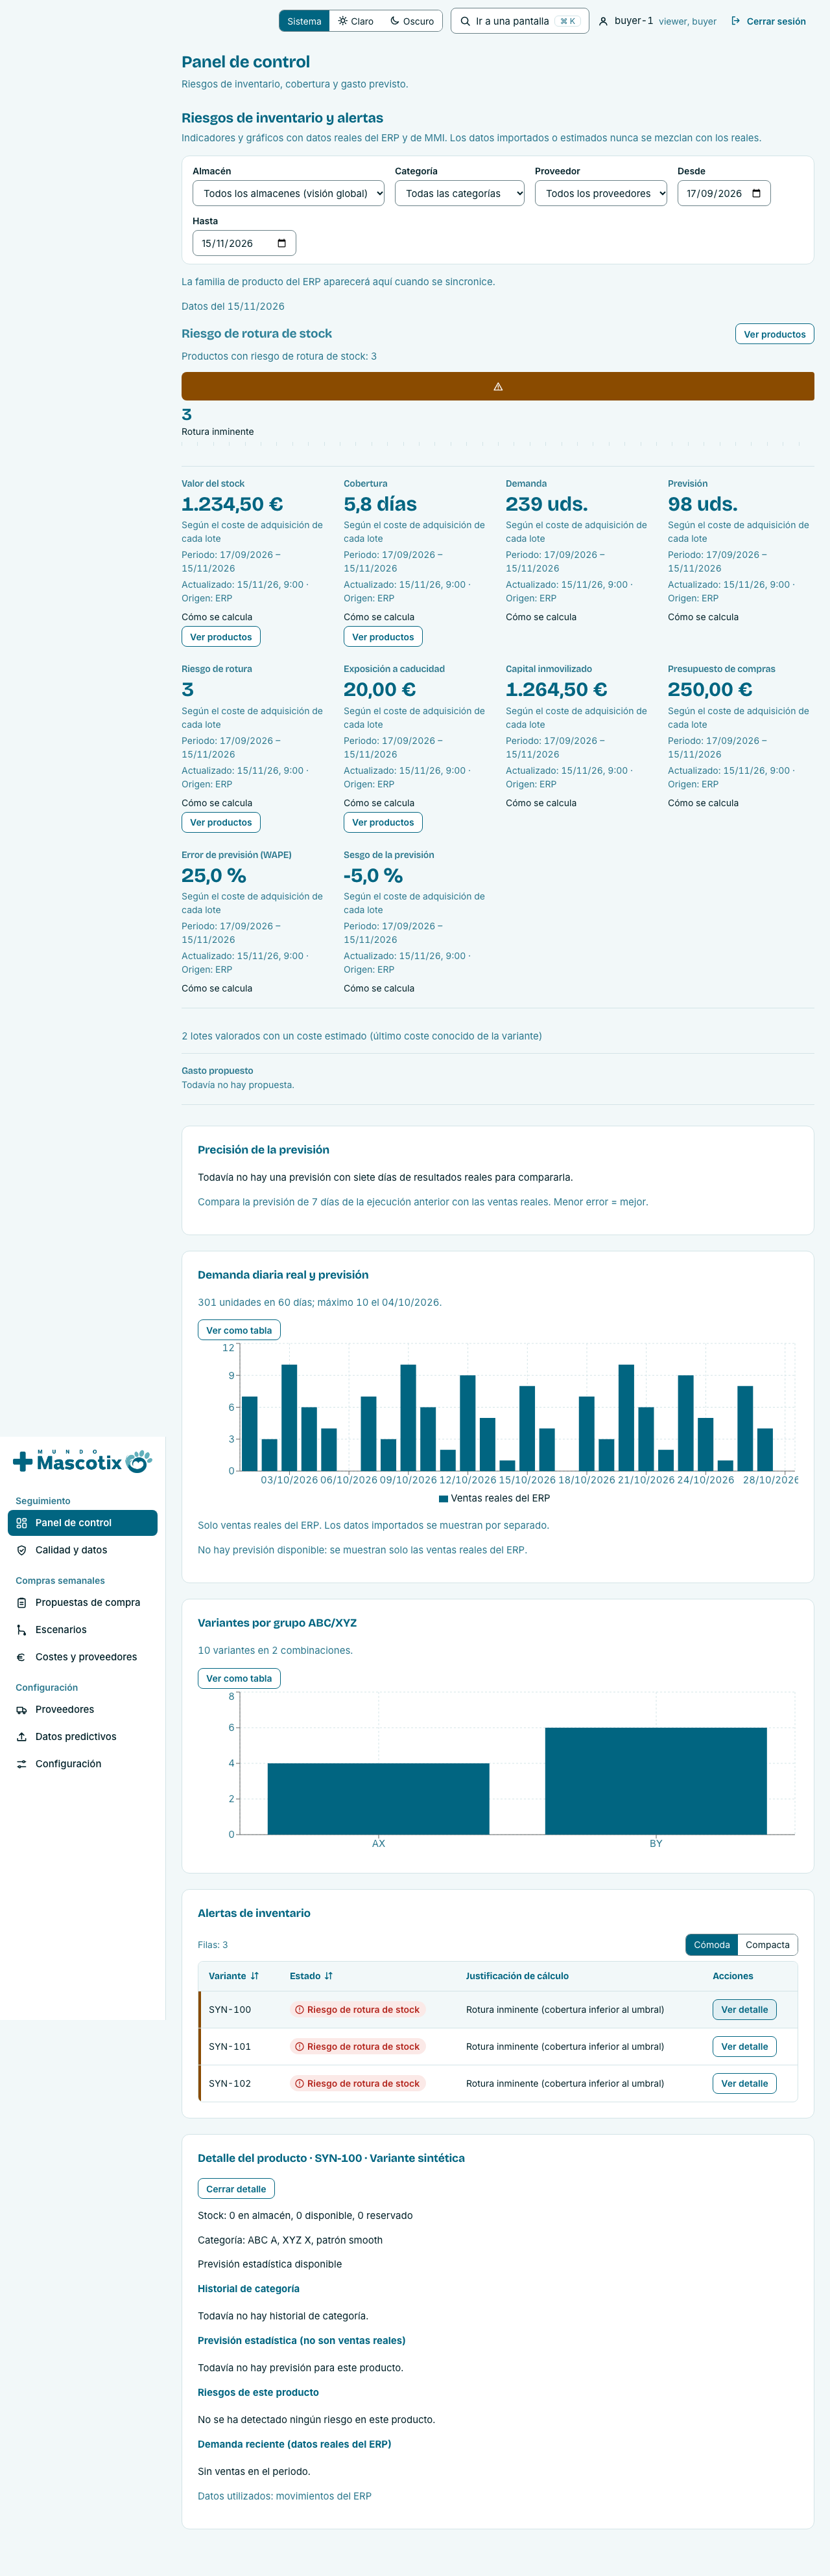 Sistema
Claro
Oscuro
Ir a una pantalla
⌘ K
buyer-1
viewer, buyer
Cerrar sesión
Panel de control
Riesgos de inventario, cobertura y gasto previsto.
Riesgos de inventario y alertas
Indicadores y gráficos con datos reales del ERP y de MMI. Los datos importados o estimados nunca se mezclan con los reales.
Almacén
Categoría
Proveedor
Desde
Todos los almacenes (visión global)
Todas las categorías
Todos los proveedores
17/09/2026
Hasta
15/11/2026
La familia de producto del ERP aparecerá aquí cuando se sincronice.
Datos del 15/11/2026
Riesgo de rotura de stock
Ver productos
Productos con riesgo de rotura de stock: 3
3
Rotura inminente
Valor del stock
1.234,50 €
Según el coste de adquisición de
cada lote
Periodo: 17/09/2026 –
15/11/2026
Actualizado: 15/11/26, 9:00 ·
Origen: ERP
Cómo se calcula
Ver productos
Cobertura
5,8 días
Según el coste de adquisición de
cada lote
Periodo: 17/09/2026 –
15/11/2026
Actualizado: 15/11/26, 9:00 ·
Origen: ERP
Cómo se calcula
Ver productos
Demanda
239 uds.
Según el coste de adquisición de
cada lote
Periodo: 17/09/2026 –
15/11/2026
Actualizado: 15/11/26, 9:00 ·
Origen: ERP
Cómo se calcula
Previsión
98 uds.
Según el coste de adquisición de
cada lote
Periodo: 17/09/2026 –
15/11/2026
Actualizado: 15/11/26, 9:00 ·
Origen: ERP
Cómo se calcula
Riesgo de rotura
3
Según el coste de adquisición de
cada lote
Periodo: 17/09/2026 –
15/11/2026
Actualizado: 15/11/26, 9:00 ·
Origen: ERP
Cómo se calcula
Ver productos
Exposición a caducidad
20,00 €
Según el coste de adquisición de
cada lote
Periodo: 17/09/2026 –
15/11/2026
Actualizado: 15/11/26, 9:00 ·
Origen: ERP
Cómo se calcula
Ver productos
Capital inmovilizado
1.264,50 €
Según el coste de adquisición de
cada lote
Periodo: 17/09/2026 –
15/11/2026
Actualizado: 15/11/26, 9:00 ·
Origen: ERP
Cómo se calcula
Presupuesto de compras
250,00 €
Según el coste de adquisición de
cada lote
Periodo: 17/09/2026 –
15/11/2026
Actualizado: 15/11/26, 9:00 ·
Origen: ERP
Cómo se calcula
Error de previsión (WAPE)
25,0 %
Según el coste de adquisición de
cada lote
Periodo: 17/09/2026 –
15/11/2026
Actualizado: 15/11/26, 9:00 ·
Origen: ERP
Cómo se calcula
Sesgo de la previsión
-5,0 %
Según el coste de adquisición de
cada lote
Periodo: 17/09/2026 –
15/11/2026
Actualizado: 15/11/26, 9:00 ·
Origen: ERP
Cómo se calcula
2 lotes valorados con un coste estimado (último coste conocido de la variante)
Gasto propuesto
Todavía no hay propuesta.
Precisión de la previsión
Todavía no hay una previsión con siete días de resultados reales para compararla.
Compara la previsión de 7 días de la ejecución anterior con las ventas reales. Menor error = mejor.
Demanda diaria real y previsión
301 unidades en 60 días; máximo 10 el 04/10/2026.
Ver como tabla
12
9
6
3
0
03/10/2026 06/10/2026 09/10/2026 12/10/2026 15/10/2026 18/10/2026 21/10/2026 24/10/2026 28/10/2026
Ventas reales del ERP
Solo ventas reales del ERP. Los datos importados se muestran por separado.
No hay previsión disponible: se muestran solo las ventas reales del ERP.
MUNDO
Mascotix
Seguimiento
Panel de control
Calidad y datos
Compras semanales
Propuestas de compra
Escenarios
Costes y proveedores
Configuración
Proveedores
Datos predictivos
Configuración
Variantes por grupo ABC/XYZ
10 variantes en 2 combinaciones.
Ver como tabla
8
6
4
2
0
AX
BY
Alertas de inventario
Filas: 3
Cómoda
Compacta
Variante
Estado
Justificación de cálculo
Acciones
SYN-100
Riesgo de rotura de stock
Rotura inminente (cobertura inferior al umbral)
Ver detalle
SYN-101
Riesgo de rotura de stock
Rotura inminente (cobertura inferior al umbral)
Ver detalle
SYN-102
Riesgo de rotura de stock
Rotura inminente (cobertura inferior al umbral)
Ver detalle
Detalle del producto · SYN-100 · Variante sintética
Cerrar detalle
Stock: 0 en almacén, 0 disponible, 0 reservado
Categoría: ABC A, XYZ X, patrón smooth
Previsión estadística disponible
Historial de categoría
Todavía no hay historial de categoría.
Previsión estadística (no son ventas reales)
Todavía no hay previsión para este producto.
Riesgos de este producto
No se ha detectado ningún riesgo en este producto.
Demanda reciente (datos reales del ERP)
Sin ventas en el periodo.
Datos utilizados: movimientos del ERP